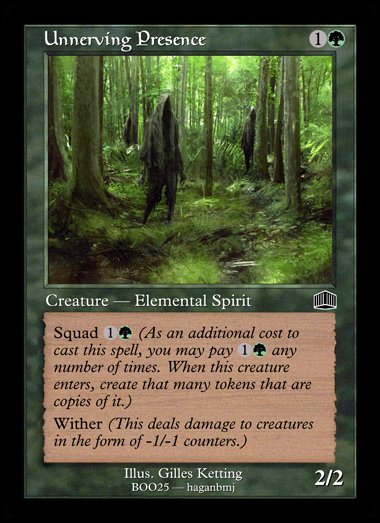 Unnerving Presence 1
Creature — Elemental Spirit
Squad 1 (As an additional cost to
cast this spell, you may pay 1 any
number of times. When this creature
enters, create that many tokens that are
copies of it.)
Wither (This deals damage to creatures
in the form of -1/-1 counters.)
Illus. Gilles Ketting
BOO25 — haganbmj
2/2